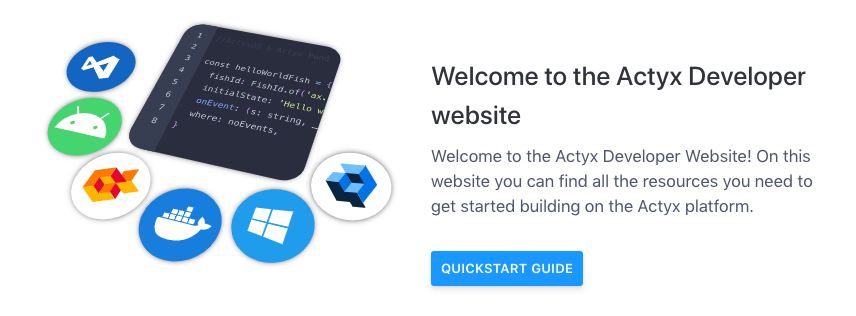 1
2
3
4
5
6
7
8
const helloWorldFish = {
fishId: FishId.of('ax.
initialState: 'Hello w
onEvent: (s: string,
where: noEvents,
}
Welcome to the Actyx Developer
website
Welcome to the Actyx Developer Website! On this
website you can find all the resources you need to
get started building on the Actyx platform.
QUICKSTART GUIDE